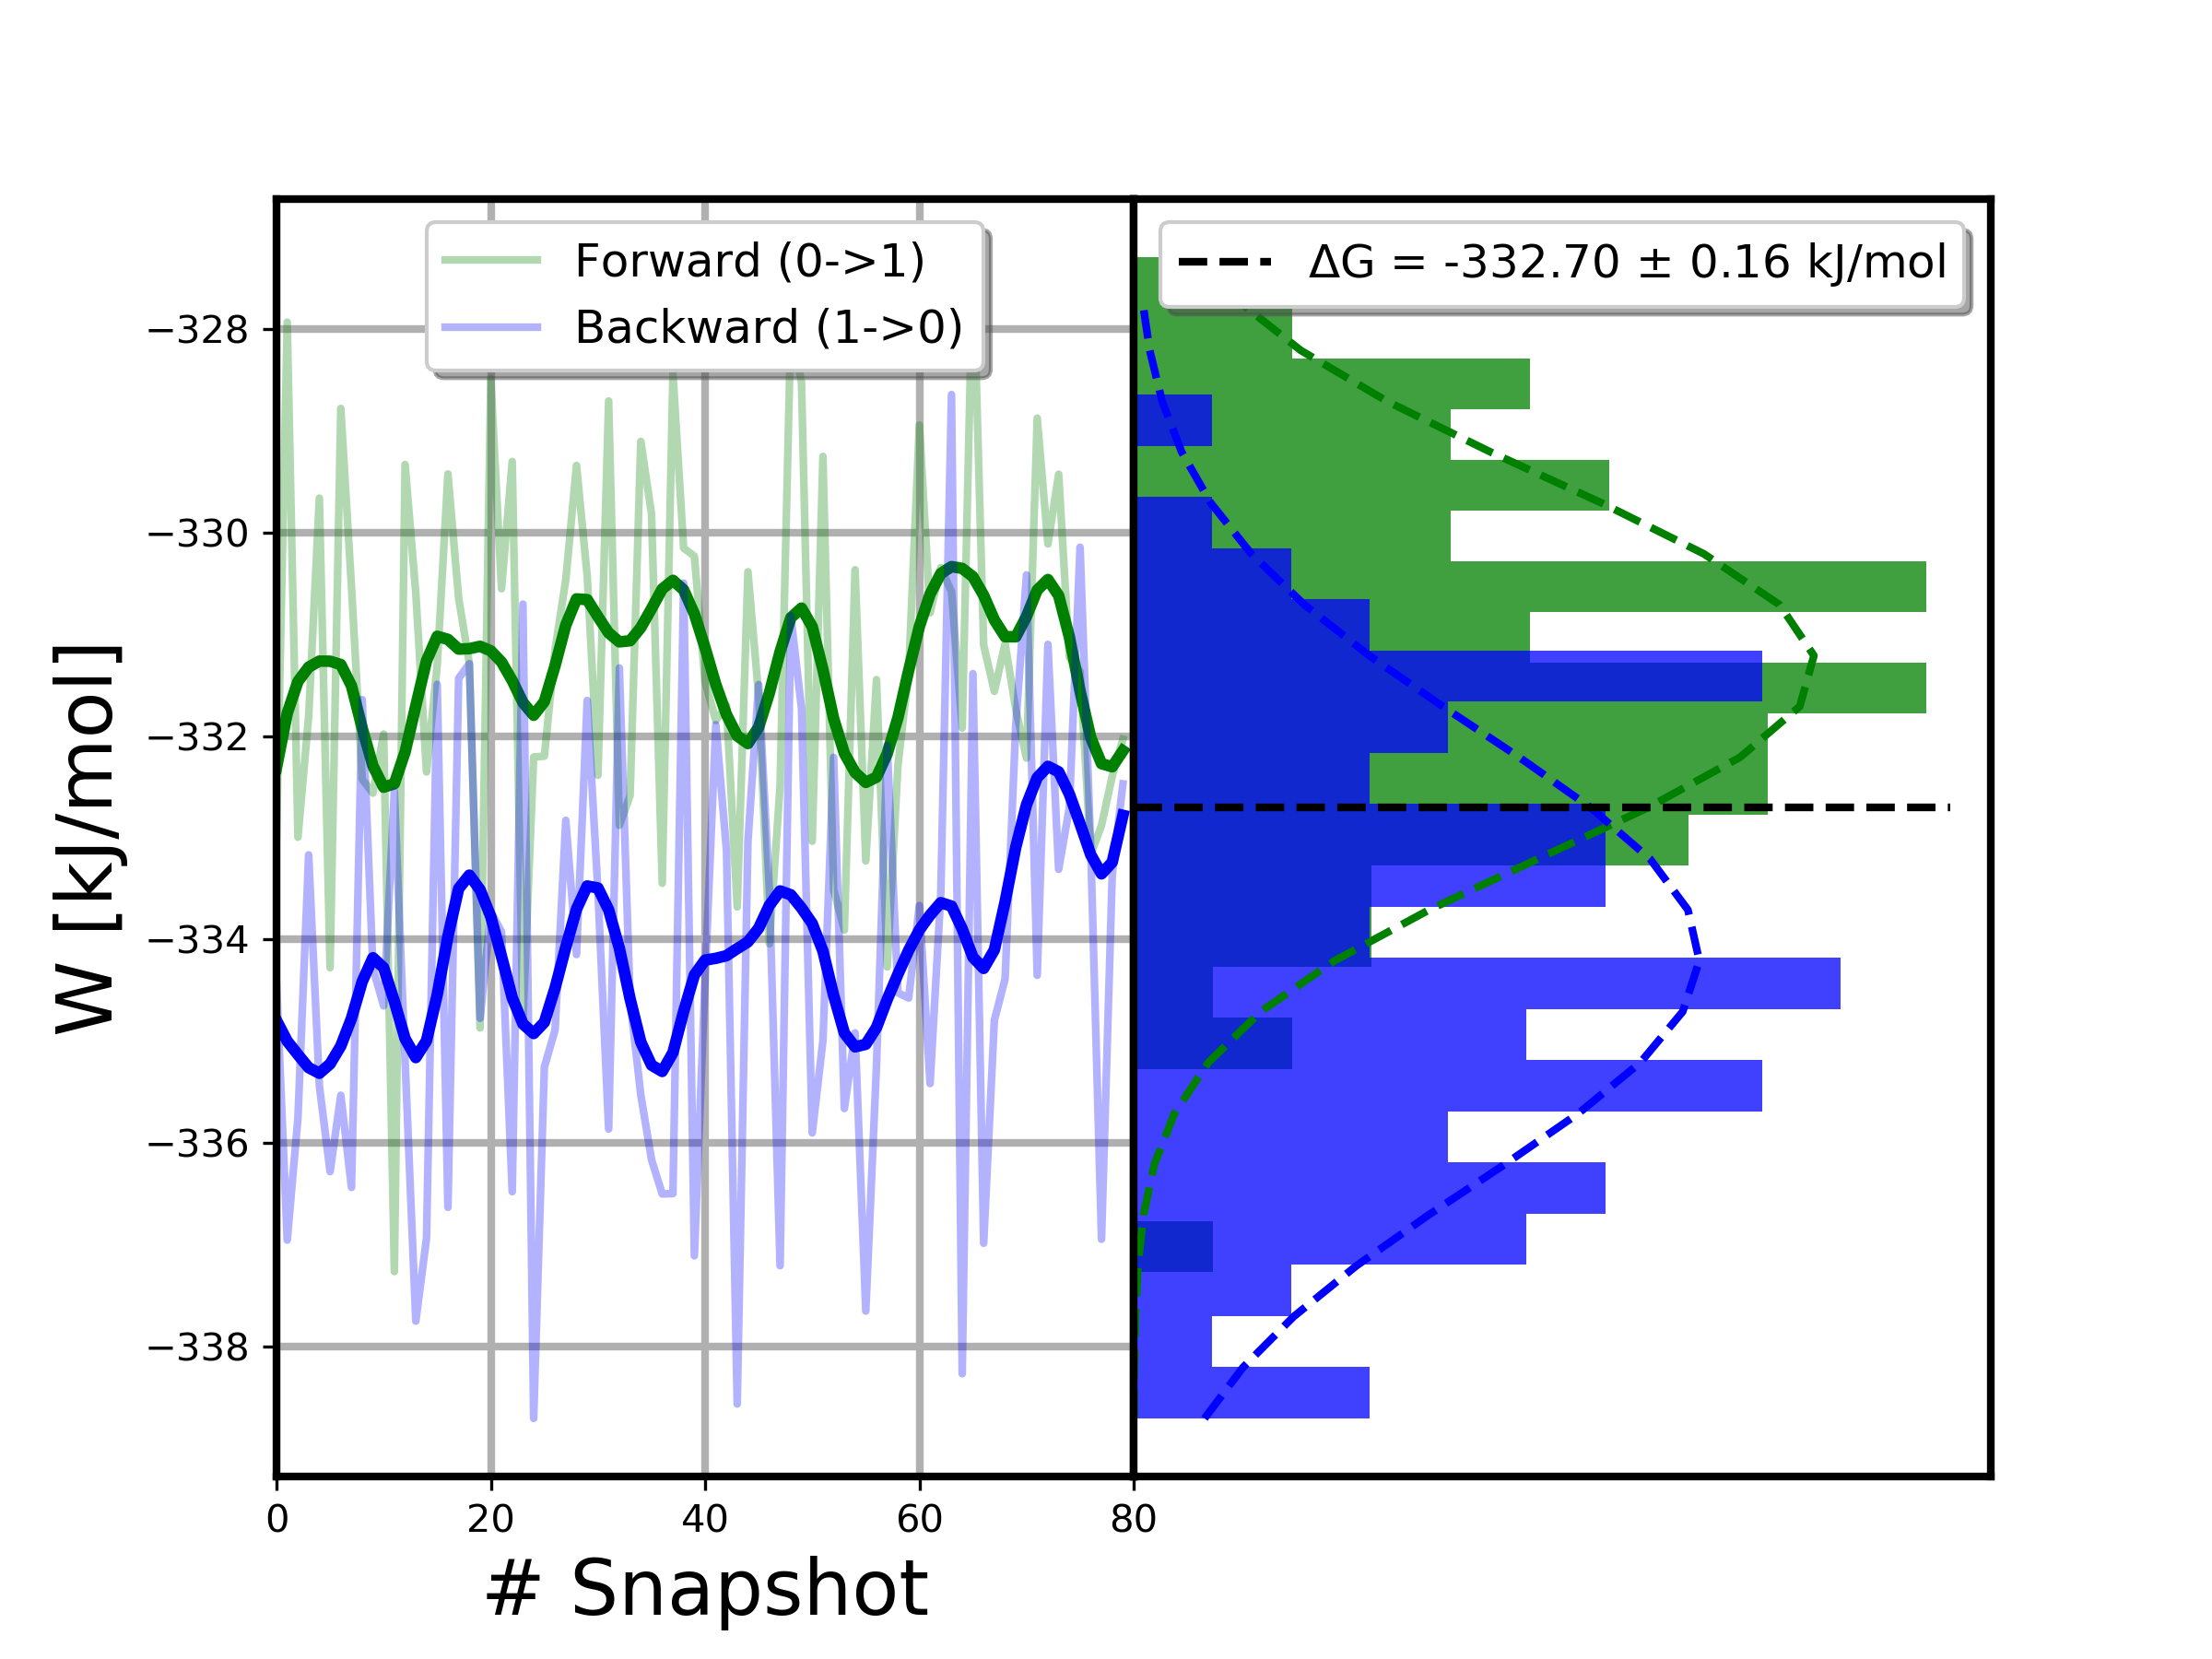 Forward (0->1)
Backward (1->0)
ΔG = -332.70 ± 0.16 kJ/mol
−328
−330
−332
−334
−336
−338
W [kJ/mol]
0 20 40 60 80
# Snapshot